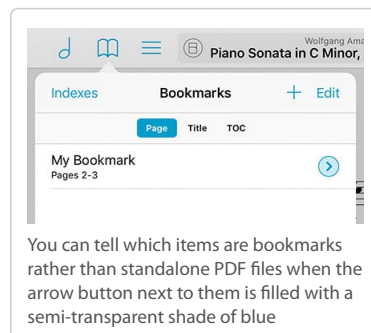 Wolfgang Ama
Piano Sonata in C Minor,
Indexes Bookmarks + Edit
Page Title TOC
My Bookmark
Pages 2-3
You can tell which items are bookmarks
rather than standalone PDF files when the
arrow button next to them is filled with a
semi-transparent shade of blue